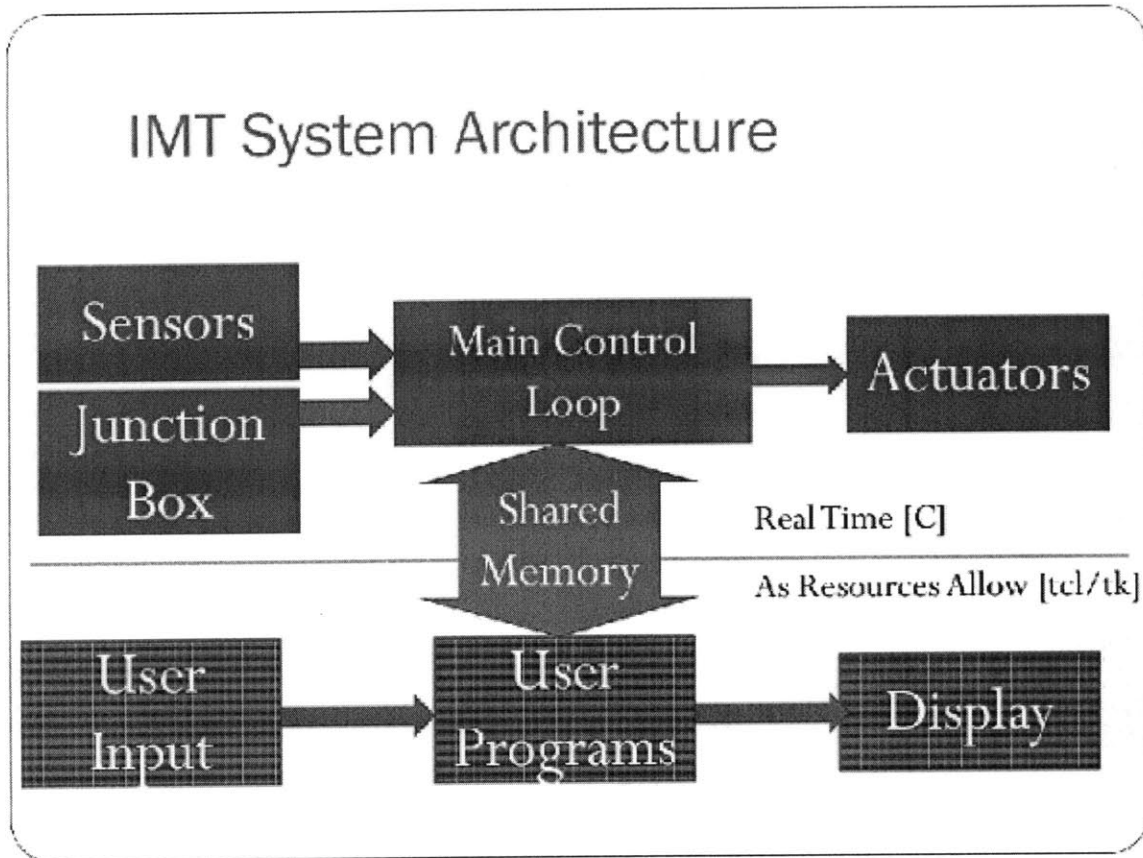 IMT System Architecture
Sensors
Junction
Box
Main Control
Loop
Actuators
Shared
Memory
Real Time [C]
As Resources Allow [tcl/tk]
User
Input
User
Programs
Display